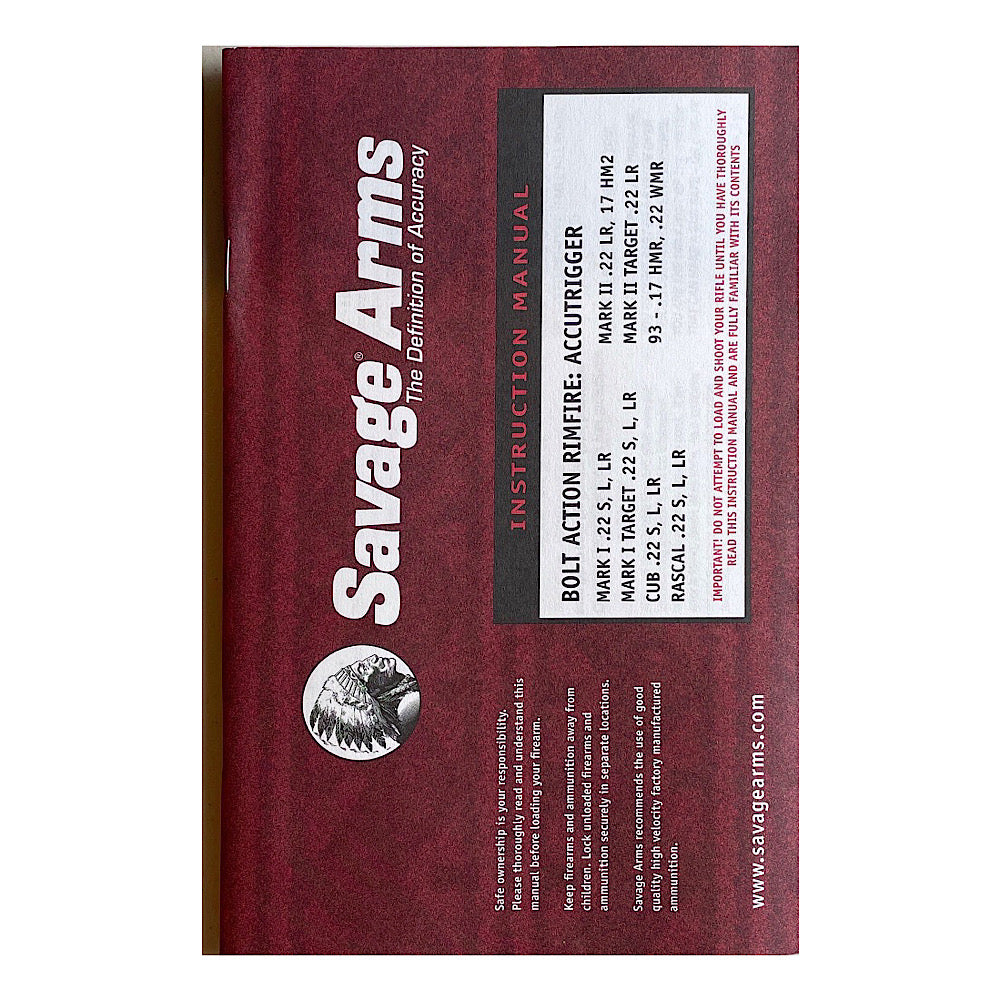 Savage® Arms
The Definition of Accuracy
INSTRUCTION MANUAL
BOLT ACTION RIMFIRE: ACCUTRIGGER
MARK I .22 S, L, LR
MARK I TARGET .22 S, L, LR
CUB .22 S, L, LR
RASCAL .22 S, L, LR
MARK II .22 LR, 17 HM2
MARK II TARGET .22 LR
93 - .17 HMR, .22 WMR
IMPORTANT! DO NOT ATTEMPT TO LOAD AND SHOOT YOUR RIFLE UNTIL YOU HAVE THOROUGHLY
READ THIS INSTRUCTION MANUAL AND ARE FULLY FAMILIAR WITH ITS CONTENTS
Safe ownership is your responsibility.
Please thoroughly read and understand this
manual before loading your firearm.
Keep firearms and ammunition away from
children. Lock unloaded firearms and
ammunition securely in separate locations.
Savage Arms recommends the use of good
quality high velocity factory manufactured
ammunition.
www.savagearms.com